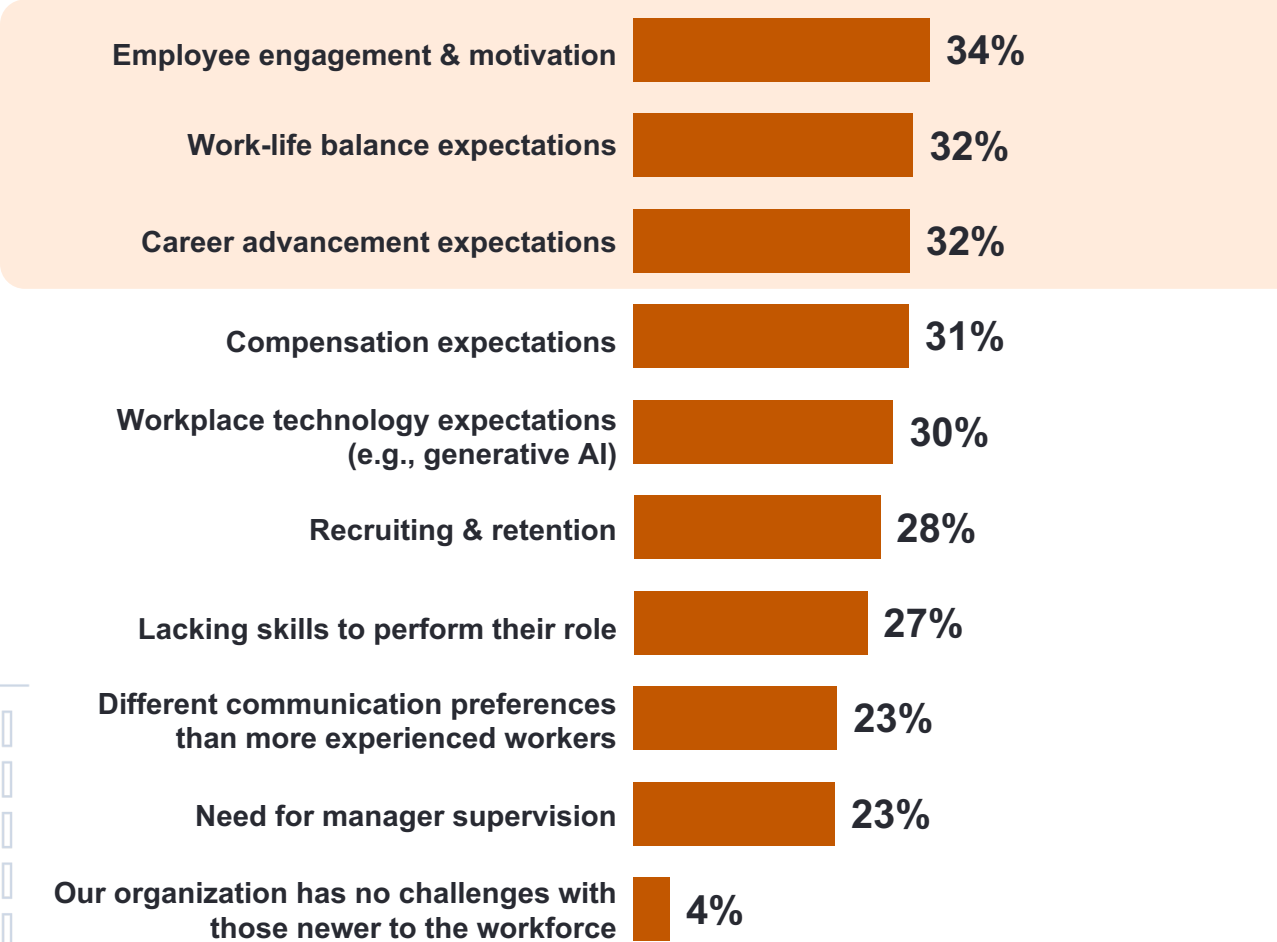 Employee engagement & motivation 34%
Work-life balance expectations 32%
Career advancement expectations 32%
Compensation expectations 31%
Workplace technology expectations
(e.g., generative AI) 30%
Recruiting & retention 28%
Lacking skills to perform their role 27%
Different communication preferences
than more experienced workers 23%
Need for manager supervision 23%
Our organization has no challenges with
those newer to the workforce 4%